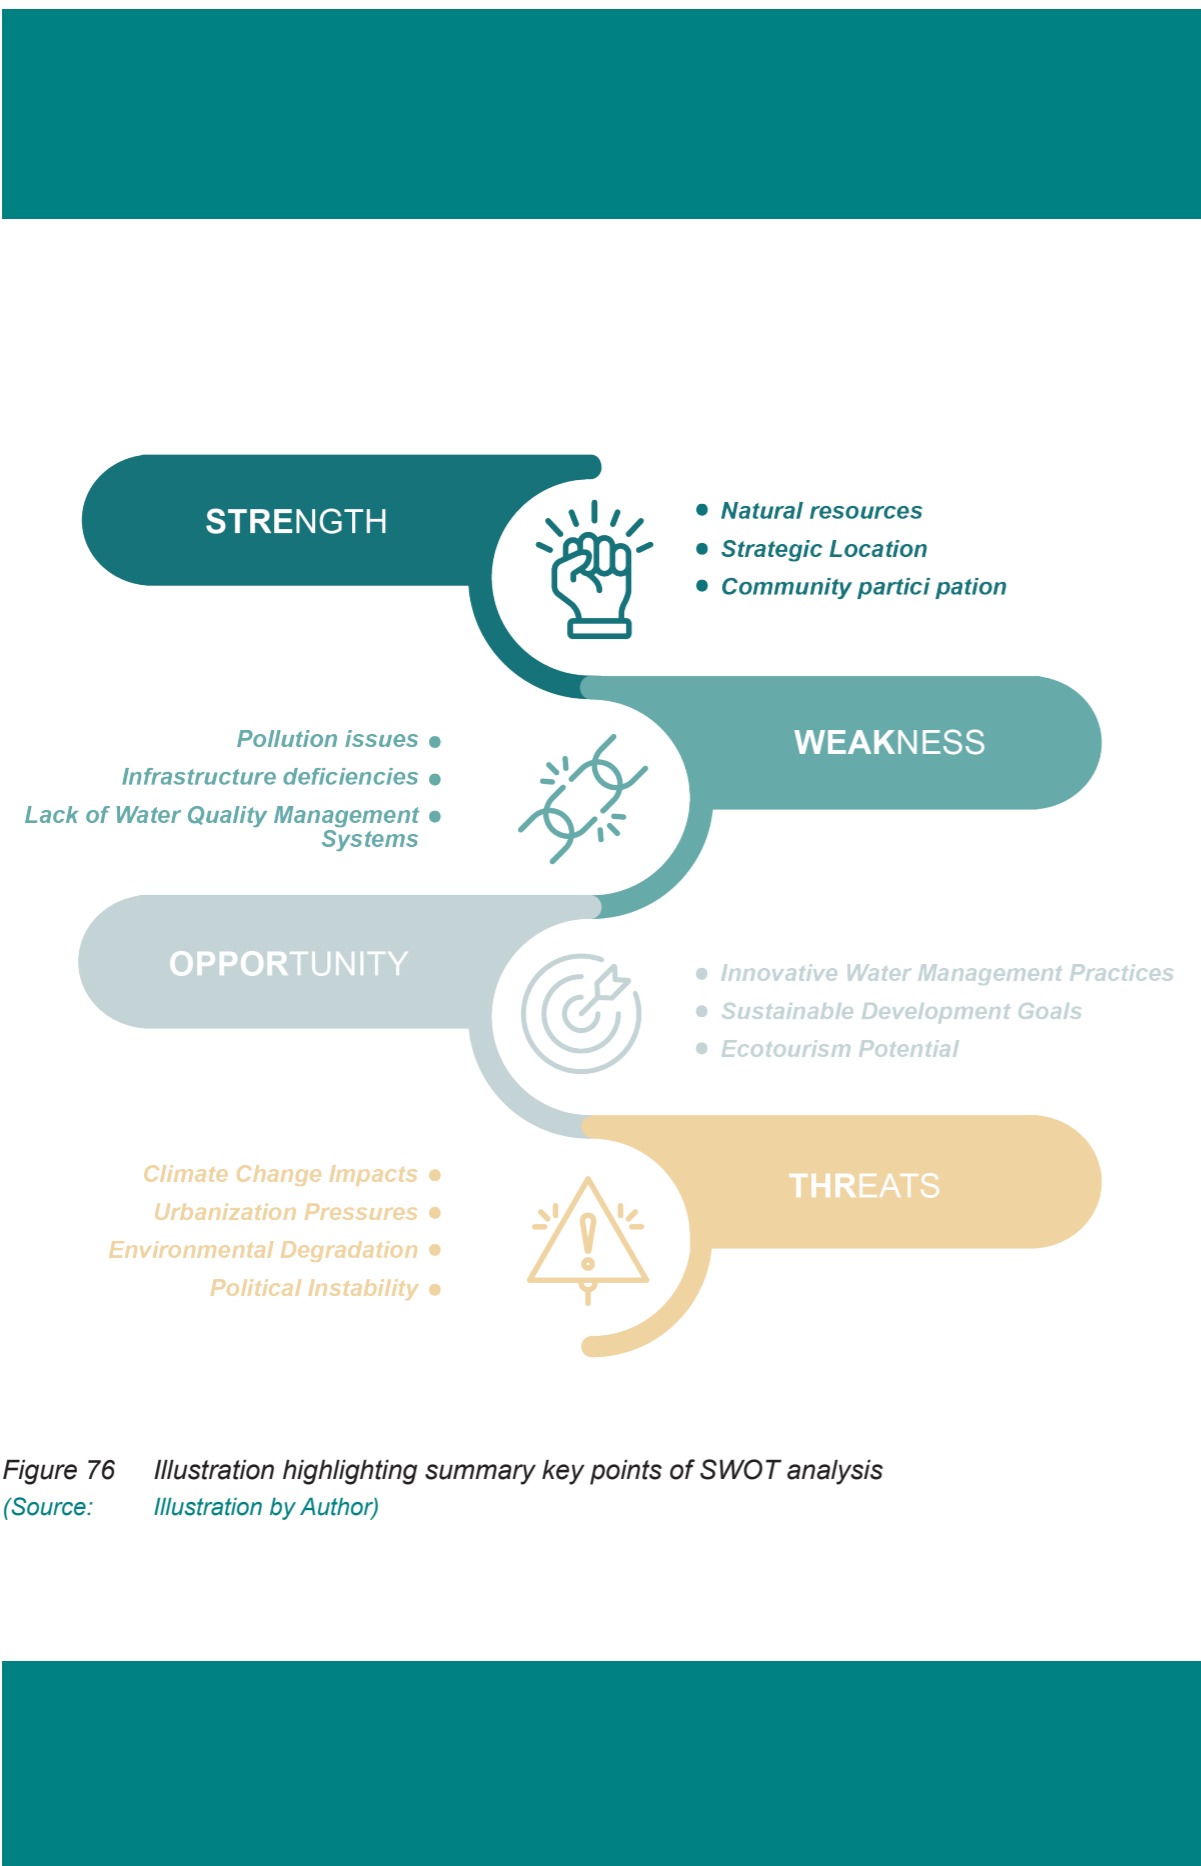 STRENGTH
• Natural resources
• Strategic Location
• Community partici pation
WEAKNESS
Pollution issues •
Infrastructure deficiencies •
Lack of Water Quality Management •
Systems
OPPORTUNITY
• Innovative Water Management Practices
• Sustainable Development Goals
• Ecotourism Potential
THREATS
Climate Change Impacts •
Urbanization Pressures •
Environmental Degradation •
Political Instability •
Figure 76 Illustration highlighting summary key points of SWOT analysis
(Source: Illustration by Author)